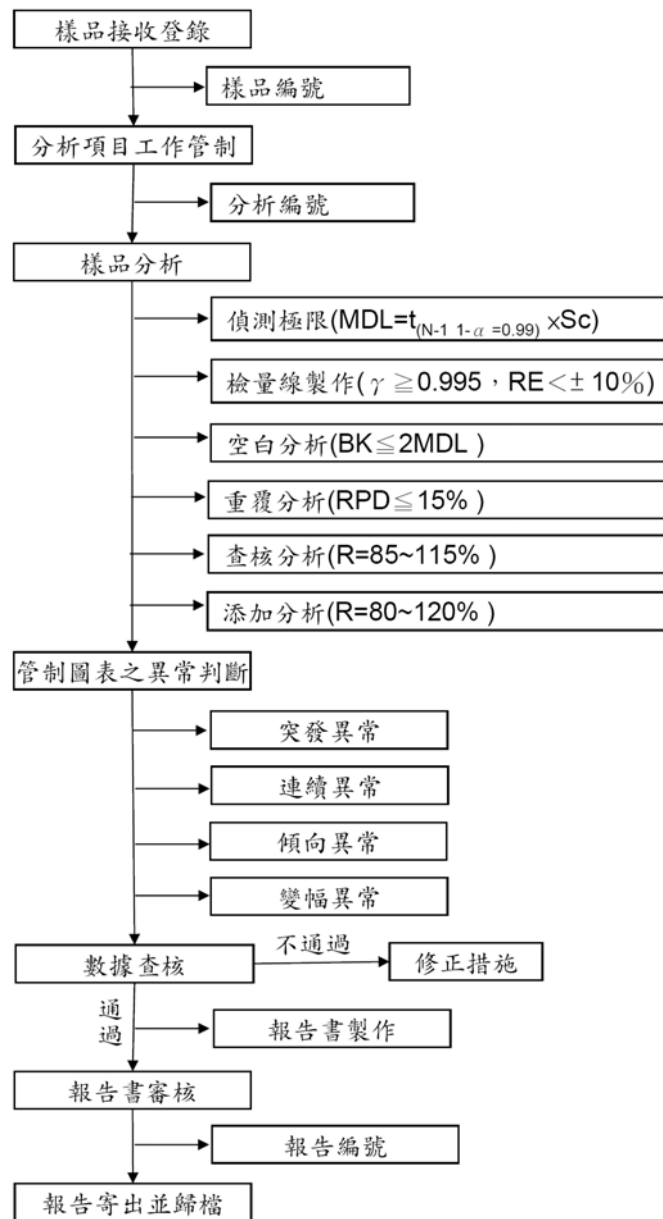 樣品接收登錄
樣品編號
分析項目工作管制
分析編號
樣品分析
偵測極限(MDL=t(N-1 1-α =0.99) ×Sc)
檢量線製作(γ≧0.995，RE<±10%)
空白分析(BK≦2MDL )
重覆分析(RPD≦15% )
查核分析(R=85~115% )
添加分析(R=80~120% )
管制圖表之異常判斷
突發異常
連續異常
傾向異常
變幅異常
數據查核
不通過
修正措施
通過
報告書製作
報告書審核
報告編號
報告寄出並歸檔